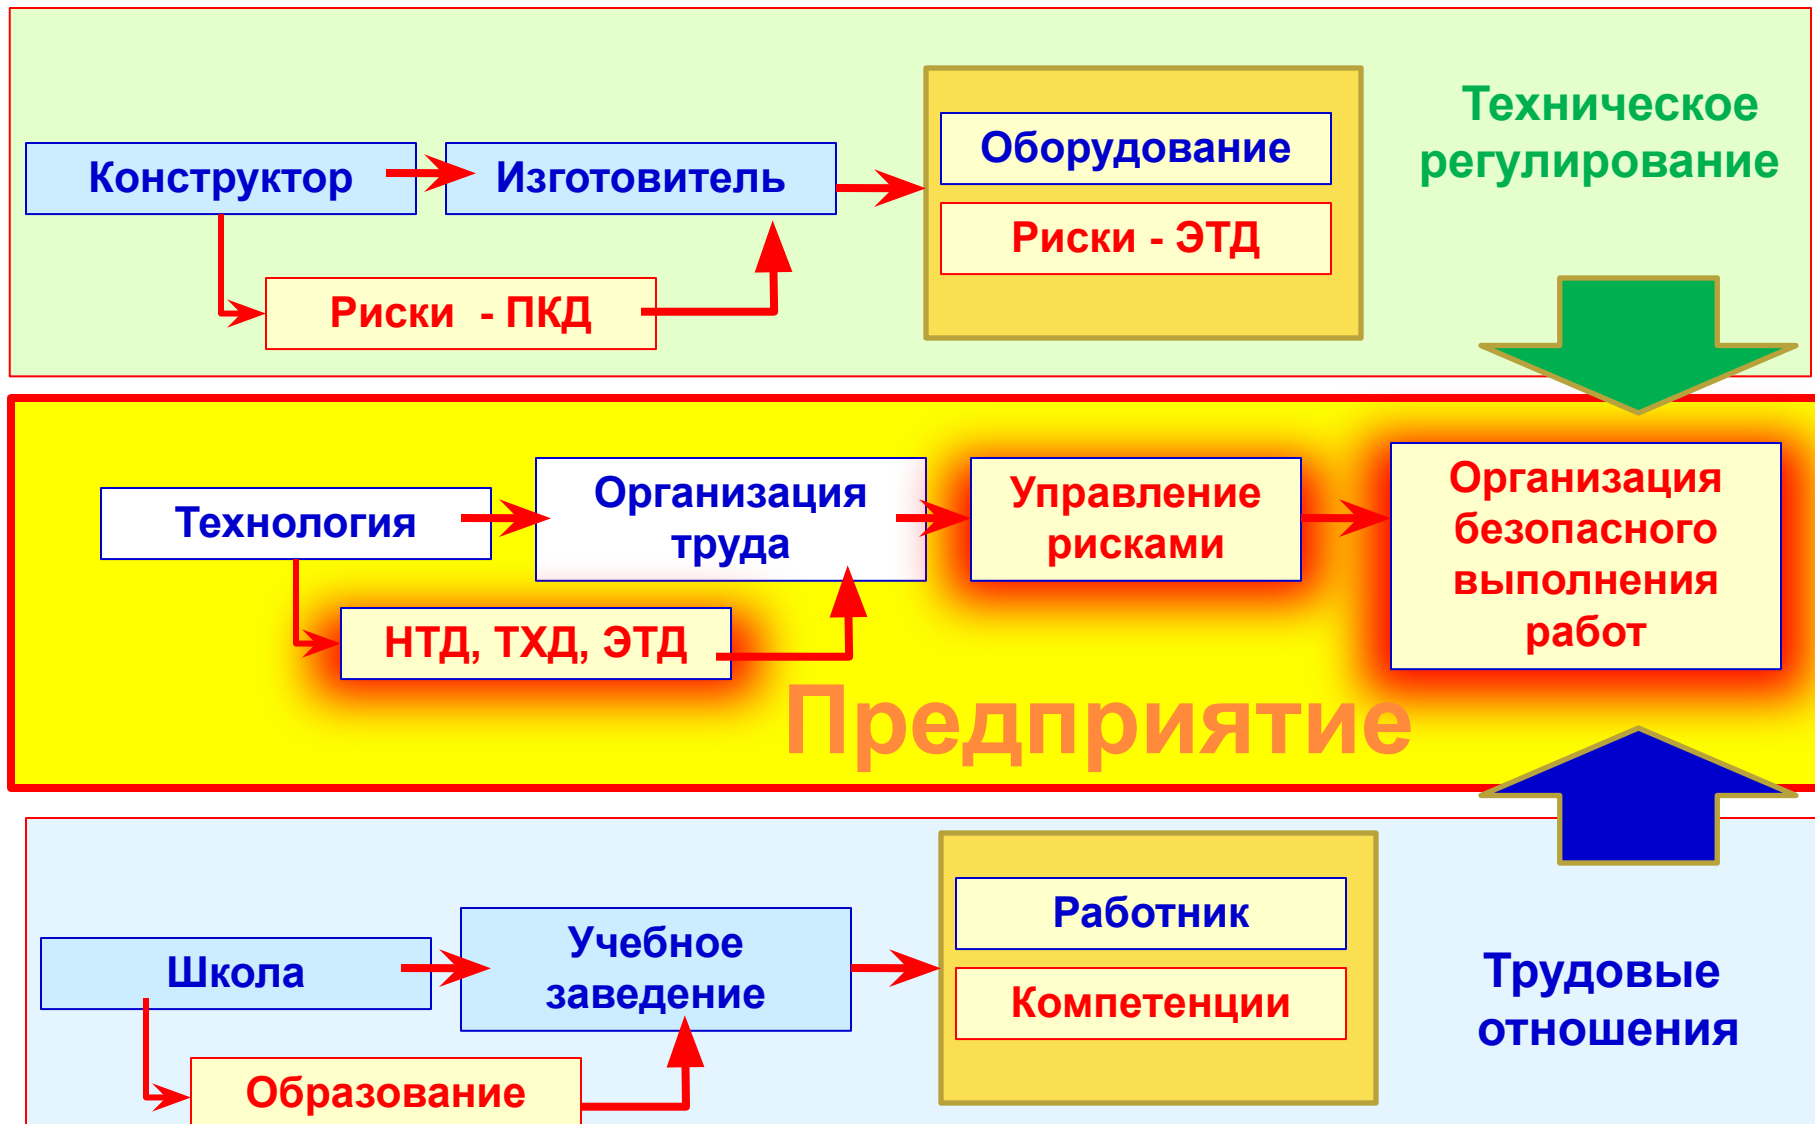 Техническое
регулирование
Конструктор
Изготовитель
Оборудование
Риски - ЭТД
Риски - ПКД
Технология
Организация
труда
Управление
рисками
Организация
безопасного
выполнения
работ
НТД, ТХД, ЭТД
Предприятие
Школа
Учебное
заведение
Работник
Компетенции
Трудовые
отношения
Образование